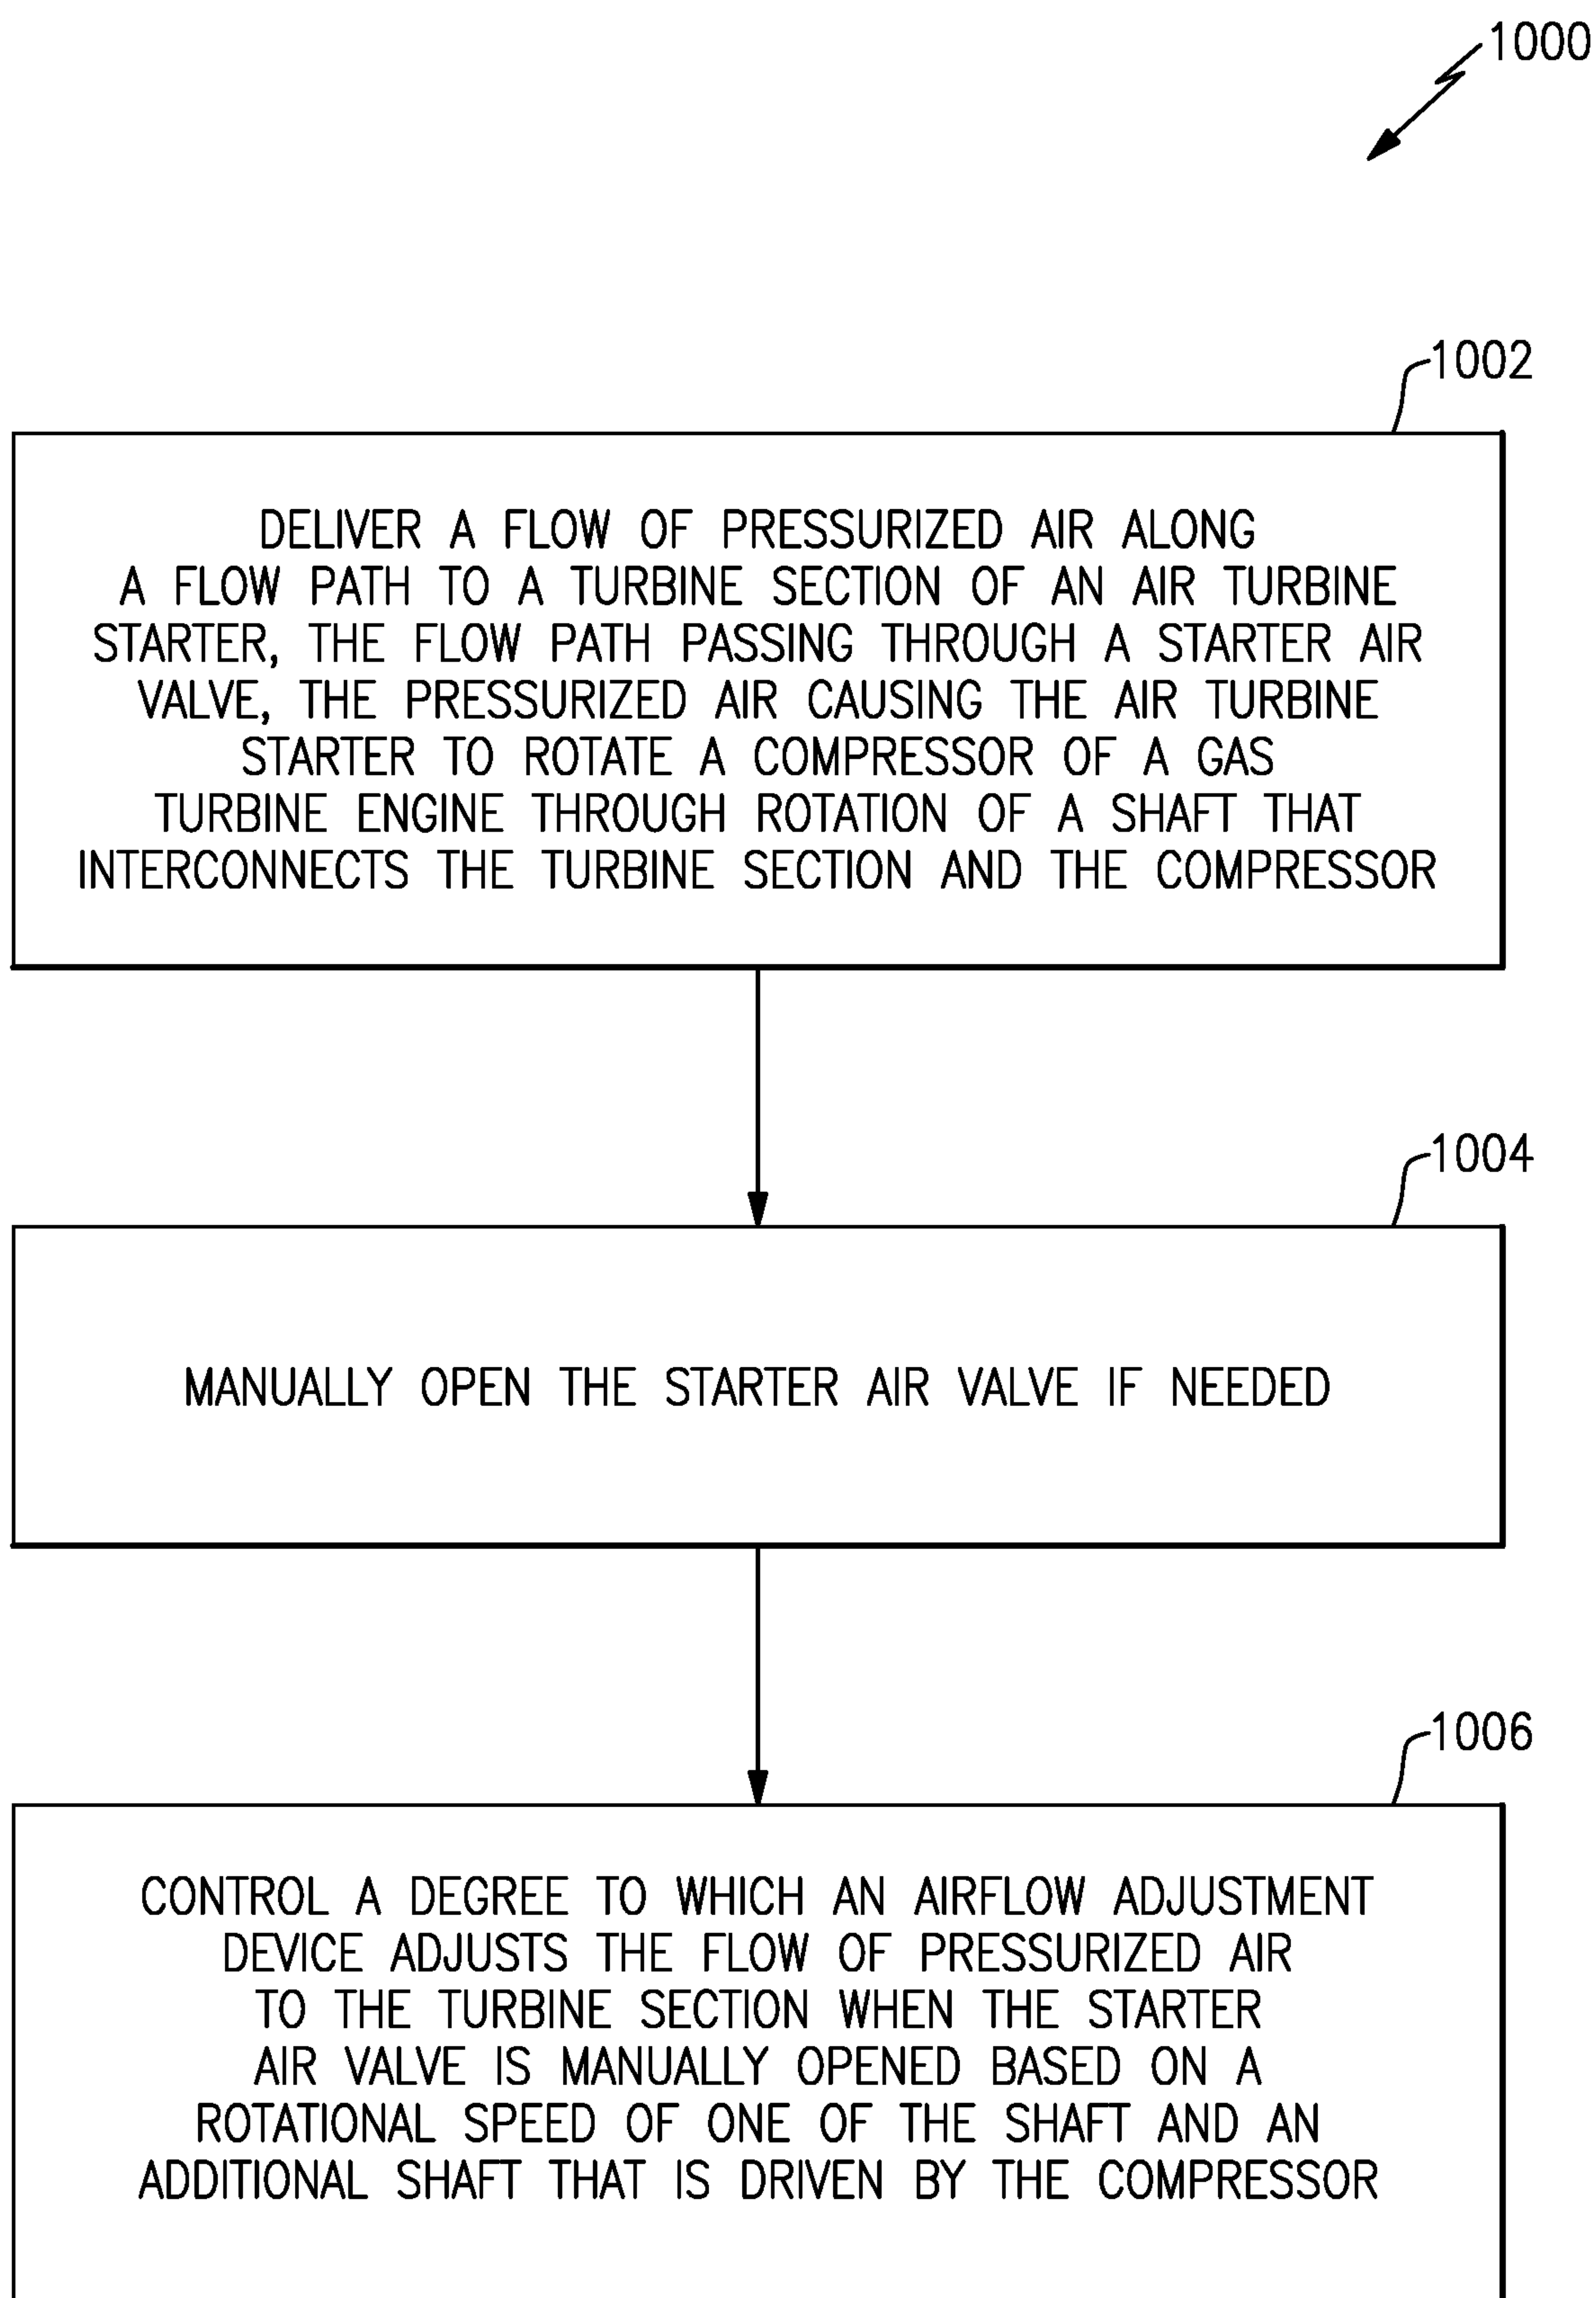 1000
1002
DELIVER A FLOW OF PRESSURIZED AIR ALONG
A FLOW PATH TO A TURBINE SECTION OF AN AIR TURBINE
STARTER, THE FLOW PATH PASSING THROUGH A STARTER AIR
VALVE, THE PRESSURIZED AIR CAUSING THE AIR TURBINE
STARTER TO ROTATE A COMPRESSOR OF A GAS
TURBINE ENGINE THROUGH ROTATION OF A SHAFT THAT
INTERCONNECTS THE TURBINE SECTION AND THE COMPRESSOR
1004
MANUALLY OPEN THE STARTER AIR VALVE IF NEEDED
1006
CONTROL A DEGREE TO WHICH AN AIRFLOW ADJUSTMENT
DEVICE ADJUSTS THE FLOW OF PRESSURIZED AIR
TO THE TURBINE SECTION WHEN THE STARTER
AIR VALVE IS MANUALLY OPENED BASED ON A
ROTATIONAL SPEED OF ONE OF THE SHAFT AND AN
ADDITIONAL SHAFT THAT IS DRIVEN BY THE COMPRESSOR